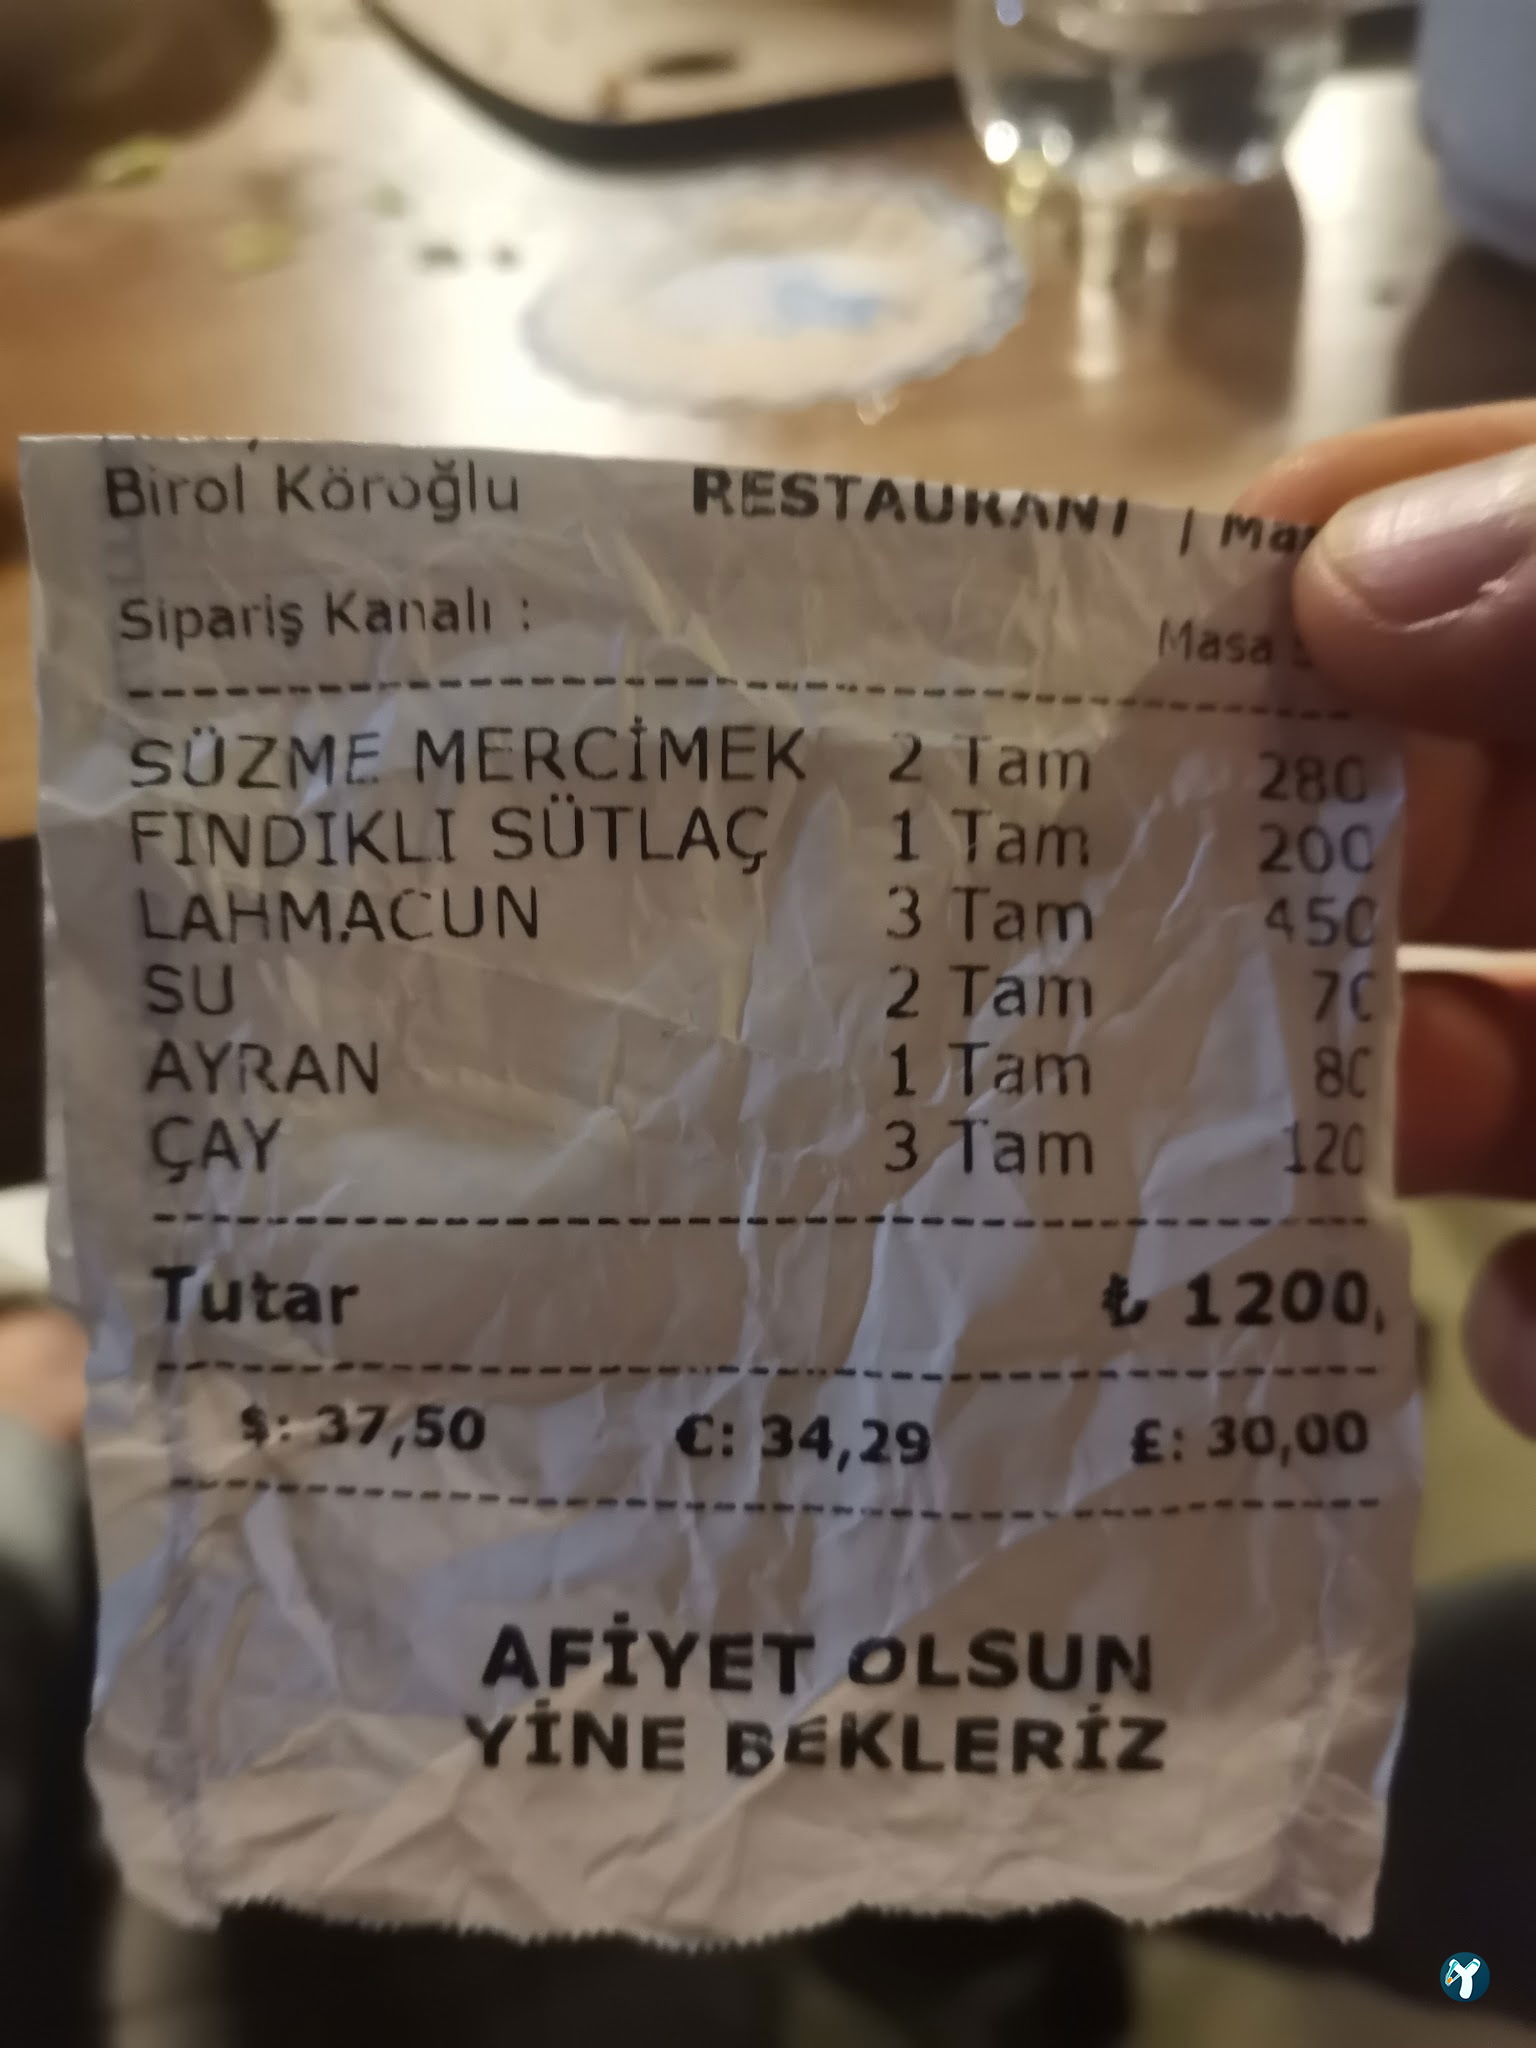 Birol Köroğlu RESTAURANT | Mas
Sipariş Kanalı : Masa
SÜZME MERCİMEK 2 Tam 280
FINDIKLI SÜTLAÇ 1 Tam 200
LAHMACUN 3 Tam 450
SU 2 Tam 70
AYRAN 1 Tam 80
ÇAY 3 Tam 120
Tutar ₺ 1200,
$: 37,50 €: 34,29 £: 30,00
AFİYET OLSUN
YİNE BEKLERİZ